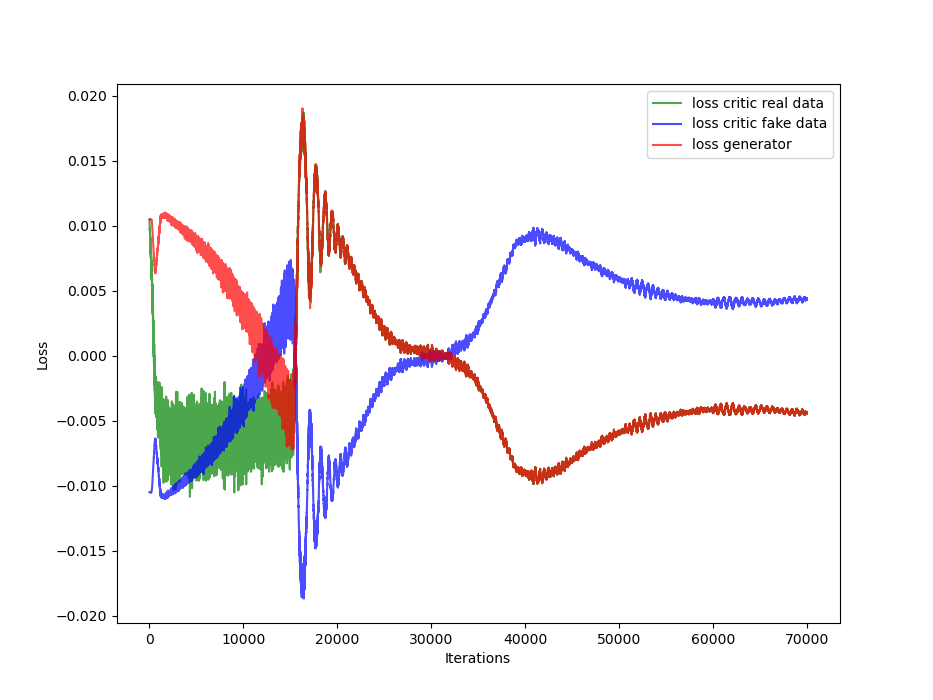 loss critic real data
loss critic fake data
loss generator
0.020
0.015
0.010
0.005
0.000
−0.005
−0.010
−0.015
−0.020
Loss
0 10000 20000 30000 40000 50000 60000 70000
Iterations